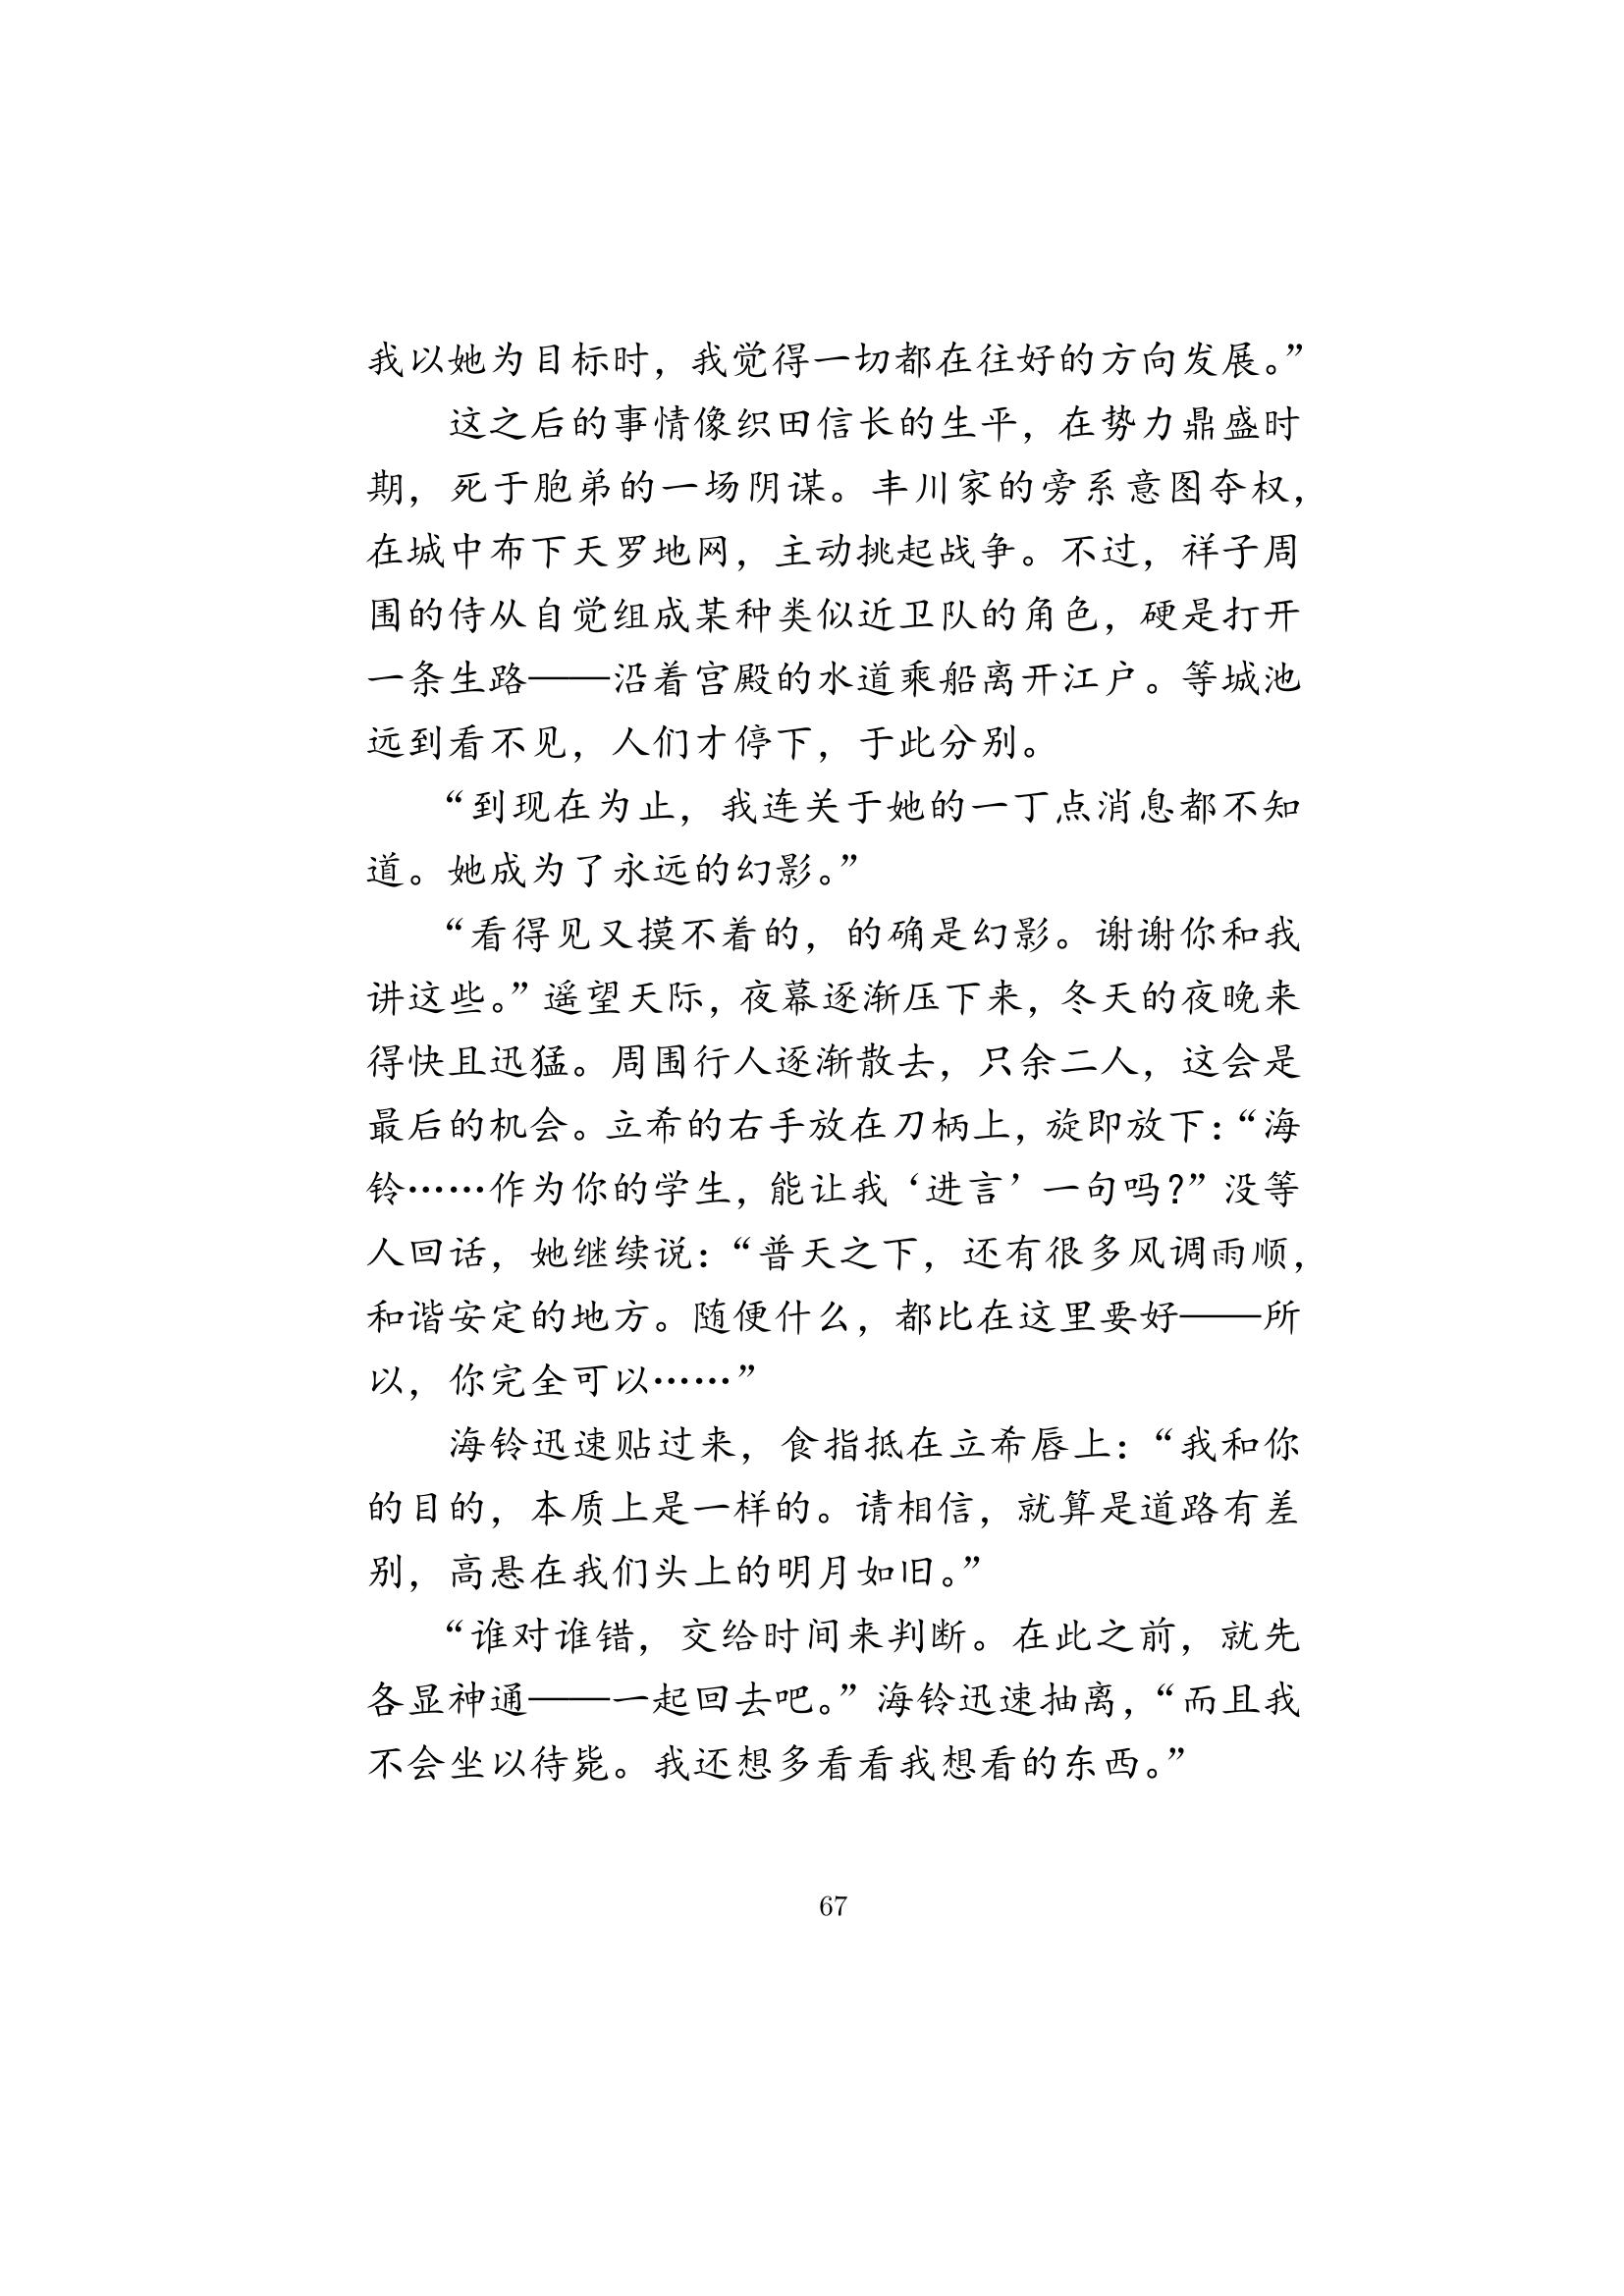 我以她为目标时，我觉得一切都在往好的方向发展。”
这之后的事情像织田信长的生平，在势力鼎盛时
期，死于胞弟的一场阴谋。丰川家的旁系意图夺权，
在城中布下天罗地网，主动挑起战争。不过，祥子周
围的侍从自觉组成某种类似近卫队的角色，硬是打开
一条生路——沿着宫殿的水道乘船离开江户。等城池
远到看不见，人们才停下，于此分别。
“到现在为止，我连关于她的一丁点消息都不知
道。她成为了永远的幻影。”
“看得见又摸不着的，的确是幻影。谢谢你和我
讲这些。”遥望天际，夜幕逐渐压下来，冬天的夜晚来
得快且迅猛。周围行人逐渐散去，只余二人，这会是
最后的机会。立希的右手放在刀柄上，旋即放下：“海
铃……作为你的学生，能让我‘进言’一句吗？”没等
人回话，她继续说：“普天之下，还有很多风调雨顺，
和谐安定的地方。随便什么，都比在这里要好——所
以，你完全可以……”
海铃迅速贴过来，食指抵在立希唇上：“我和你
的目的，本质上是一样的。请相信，就算是道路有差
别，高悬在我们头上的明月如旧。”
“谁对谁错，交给时间来判断。在此之前，就先
各显神通——一起回去吧。”海铃迅速抽离，“而且我
不会坐以待毙。我还想多看看我想看的东西。”
67